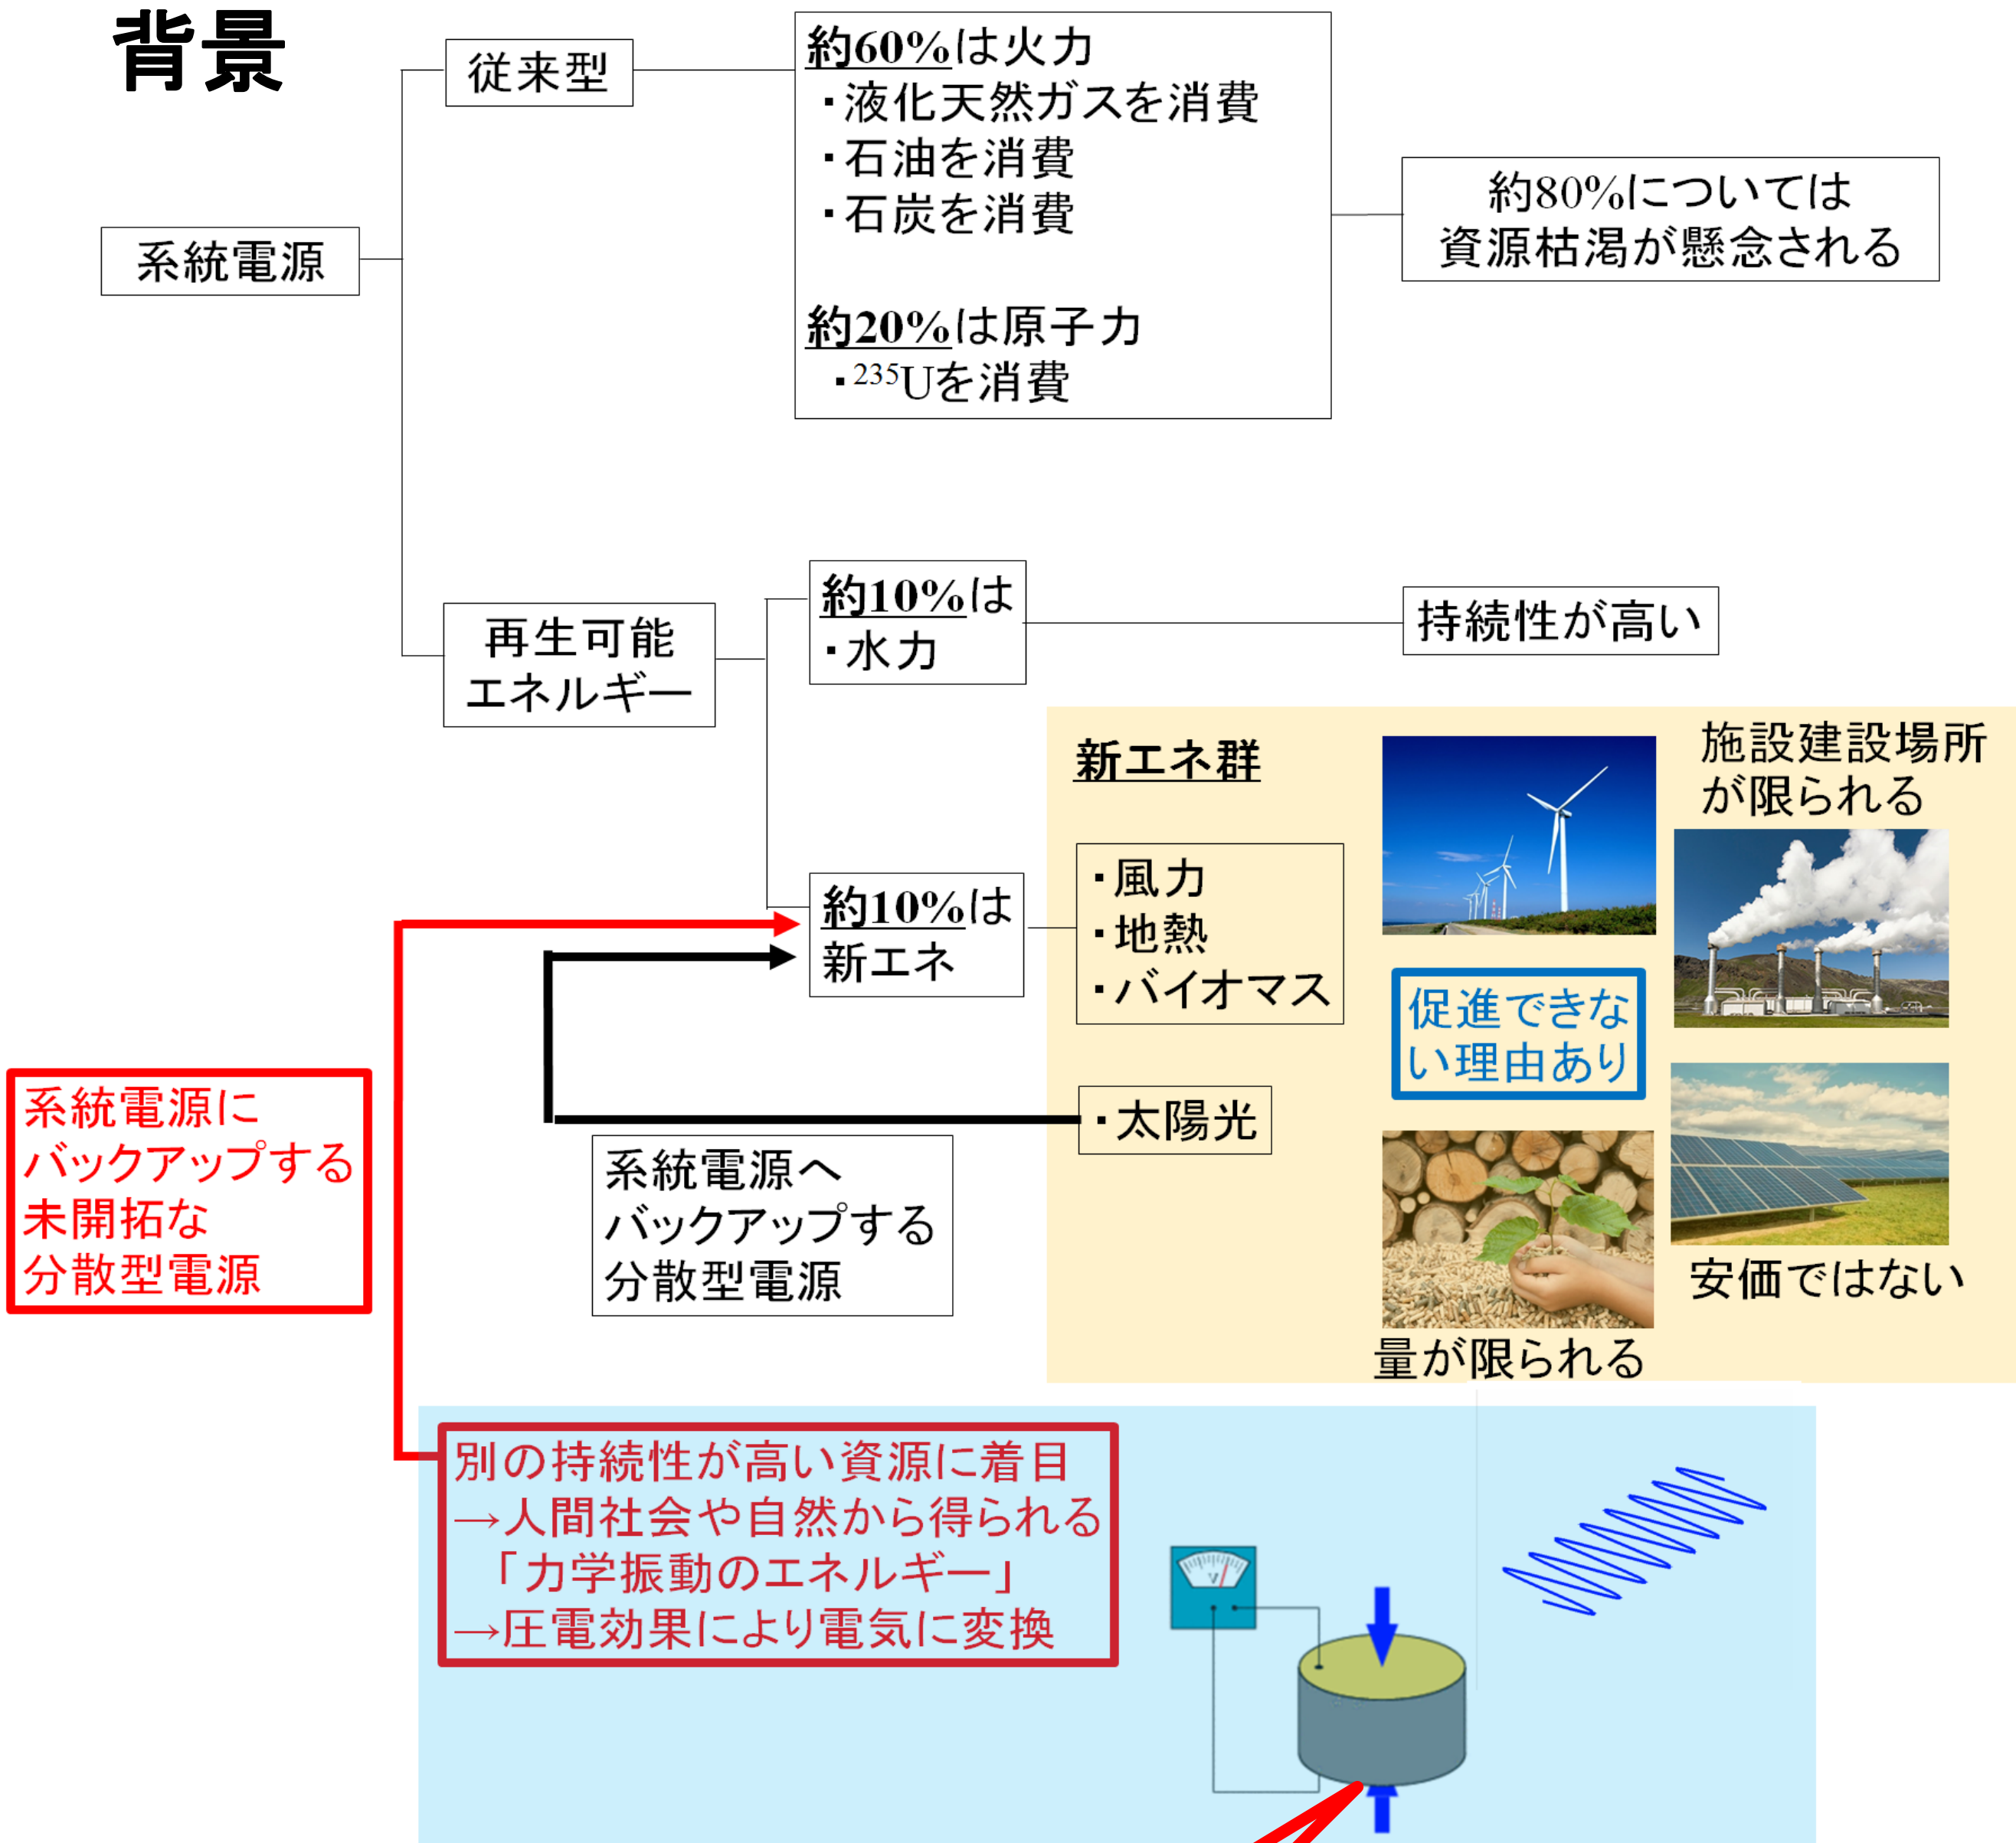 背景
系統電源
従来型
約60%は火力
・液化天然ガスを消費
・石油を消費
・石炭を消費
約20%は原子力
・²³⁵Uを消費
約80%については
資源枯渇が懸念される
再生可能
エネルギー
約10%は
・水力
持続性が高い
約10%は
新エネ
新エネ群
・風力
・地熱
・バイオマス
・太陽光
施設建設場所
が限られる
促進できな
い理由あり
安価ではない
量が限られる
系統電源に
バックアップする
未開拓な
分散型電源
系統電源へ
バックアップする
分散型電源
別の持続性が高い資源に着目
→人間社会や自然から得られる
「力学振動のエネルギー」
→圧電効果により電気に変換
V